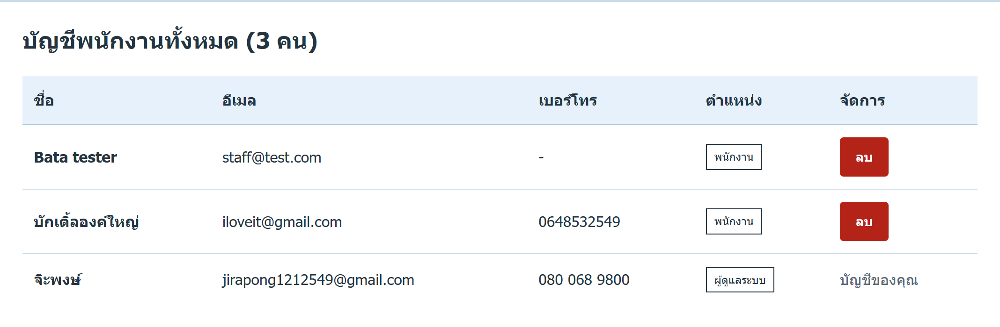 บัญชีพนักงานทั้งหมด (3 คน)
ชื่อ อีเมล เบอร์โทร ตำแหน่ง จัดการ
Bata tester staff@test.com - พนักงาน ลบ
บักเติ้ลองค์ใหญ่ iloveit@gmail.com 0648532549 พนักงาน ลบ
จิะพงษ์ jirapong1212549@gmail.com 080 068 9800 ผู้ดูแลระบบ บัญชีของคุณ